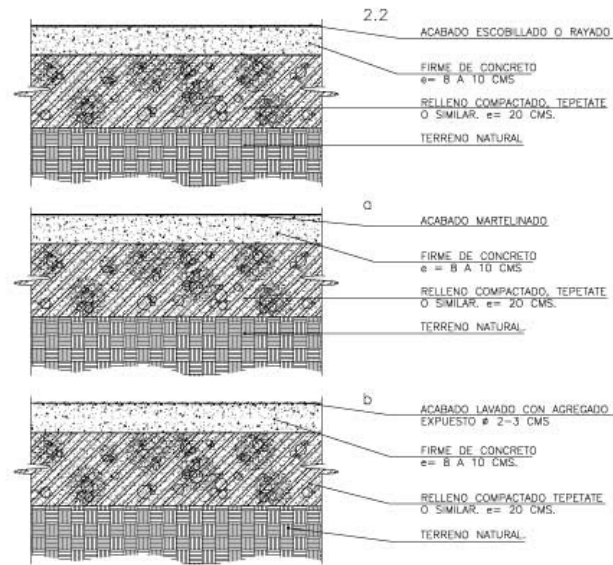 2.2
ACABADO ESCOBILLADO O RAYADO
FIRME DE CONCRETO
e= 8 A 10 CMS
RELLENO COMPACTADO, TEPETATE
O SIMILAR. e= 20 CMS.
TERRENO NATURAL
a
ACABADO MARTELINADO
FIRME DE CONCRETO
e = 8 A 10 CMS
RELLENO COMPACTADO, TEPETATE
O SIMILAR. e= 20 CMS.
TERRENO NATURAL
b
ACABADO LAVADO CON AGREGADO
EXPUESTO ø 2-3 CMS
FIRME DE CONCRETO
e= 8 A 10 CMS.
RELLENO COMPACTADO TEPETATE
O SIMILAR. e= 20 CMS.
TERRENO NATURAL